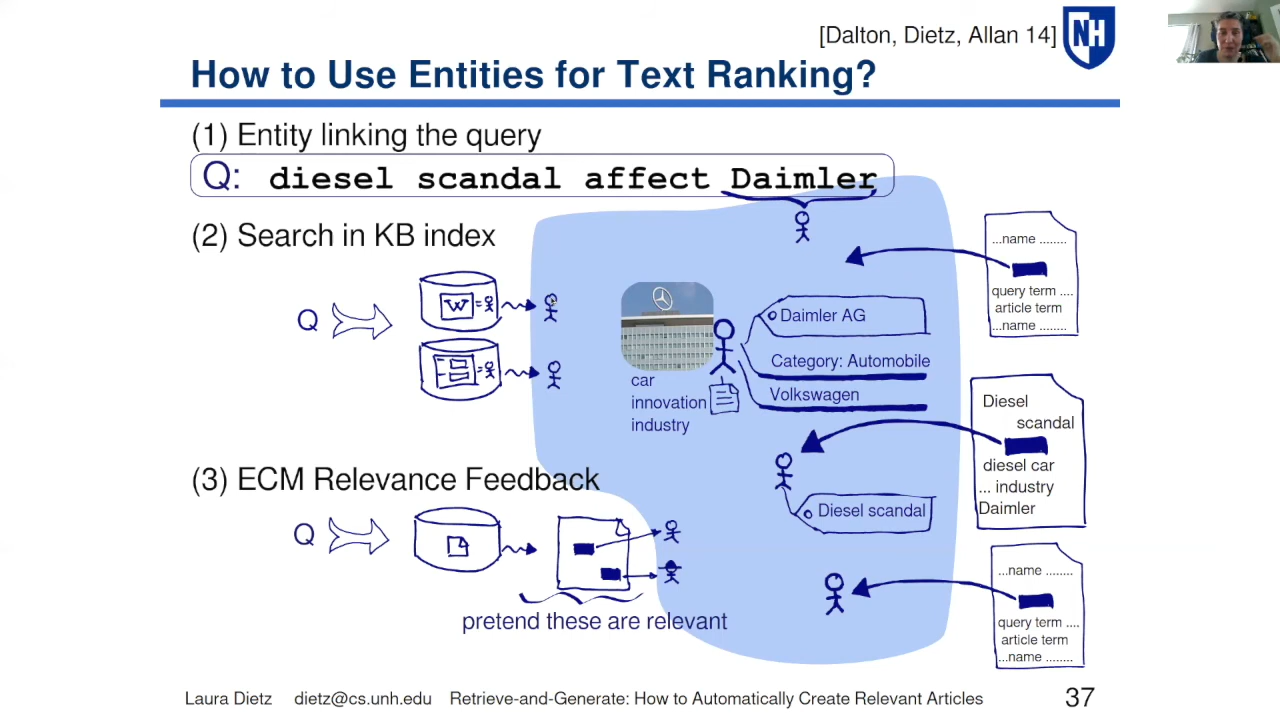 [Dalton, Dietz, Allan 14]
NH
How to Use Entities for Text Ranking?
(1) Entity linking the query
Q: diesel scandal affect Daimler
(2) Search in KB index
Q
W
=
=
Daimler AG
Category: Automobile
Volkswagen
car
innovation
industry
...name ........
query term ....
article term
...name ........
Diesel
scandal
diesel car
... industry
Daimler
Diesel scandal
(3) ECM Relevance Feedback
Q
pretend these are relevant
...name ........
query term ....
article term
...name ........
Laura Dietz dietz@cs.unh.edu Retrieve-and-Generate: How to Automatically Create Relevant Articles 37